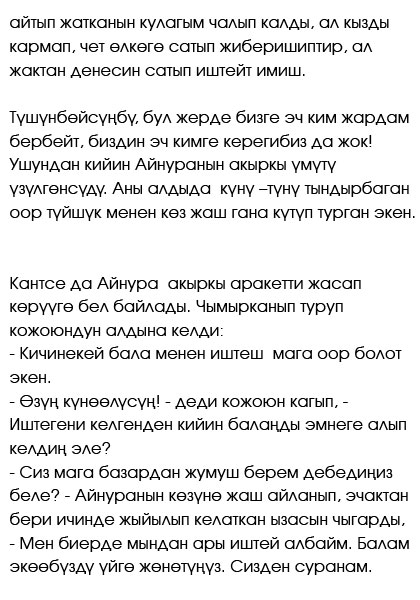 айтып жатканын кулагым чалып калды, ал кызды
кармап, чет өлкөгө сатып жиберишиптир, ал
жактан денесин сатып иштейт имиш.
Түшүнбөйсүңбү, бул жерде бизге эч ким жардам
бербейт, биздин эч кимге керегибиз да жок!
Ушундан кийин Айнуранын акыркы үмүтү
үзүлгөнсүдү. Аны алдыда  күнү –түнү тындырбаган
оор түйшүк менен көз жаш гана күтүп турган экен.
Кантсе да Айнура  акыркы аракетти жасап
көрүүгө бел байлады. Чымырканып туруп
кожоюндун алдына келди:
- Кичинекей бала менен иштеш  мага оор болот
экен.
- Өзүң күнөөлүсүң! - деди кожоюн кагып, -
Иштегени келгенден кийин балаңды эмнеге алып
келдиң эле?
- Сиз мага базардан жумуш берем дебедиңиз
беле? - Айнуранын көзүнө жаш айланып, эчактан
бери ичинде жыйылып келаткан ызасын чыгарды,
- Мен биерде мындан ары иштей албайм. Балам
экөөбүздү үйгө жөнөтүңүз. Сизден суранам.